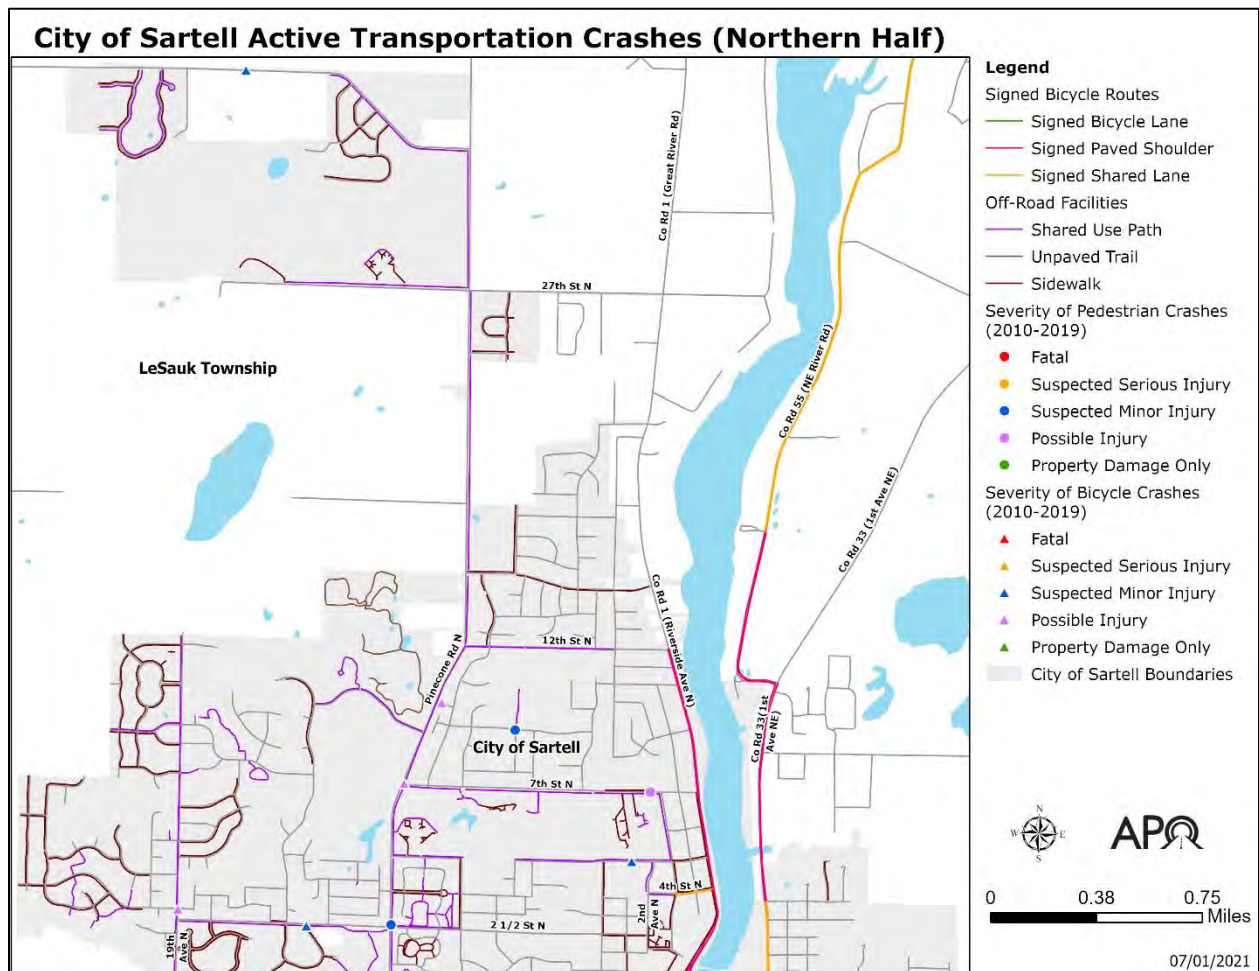 City of Sartell Active Transportation Crashes (Northern Half)
Co Rd 1 (Great River Rd)
27th St N
LeSauk Township
Co Rd 55 (NE River Rd)
Co Rd 33 (1st Ave NE)
Co Rd 1 (Riverside Ave N)
12th St N
Pinecone Rd N
City of Sartell
Co Rd 33(1st
Ave NE)
7th St N
4th St N
2nd
Ave N
2 1/2 St N
19th
Ave N
Legend
Signed Bicycle Routes
Signed Bicycle Lane
Signed Paved Shoulder
Signed Shared Lane
Off-Road Facilities
Shared Use Path
Unpaved Trail
Sidewalk
Severity of Pedestrian Crashes
(2010-2019)
Fatal
Suspected Serious Injury
Suspected Minor Injury
Possible Injury
Property Damage Only
Severity of Bicycle Crashes
(2010-2019)
Fatal
Suspected Serious Injury
Suspected Minor Injury
Possible Injury
Property Damage Only
City of Sartell Boundaries
N
W E
S
APO
0 0.38 0.75
Miles
07/01/2021